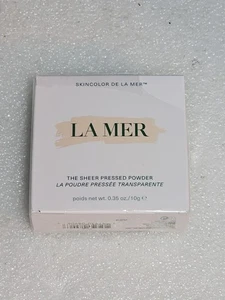 SKINCOLOR DE LA MER™
LA MER
THE SHEER PRESSED POWDER
LA POUDRE PRESSÉE TRANSPARENTE
poids net wt. 0.35 oz./10g e